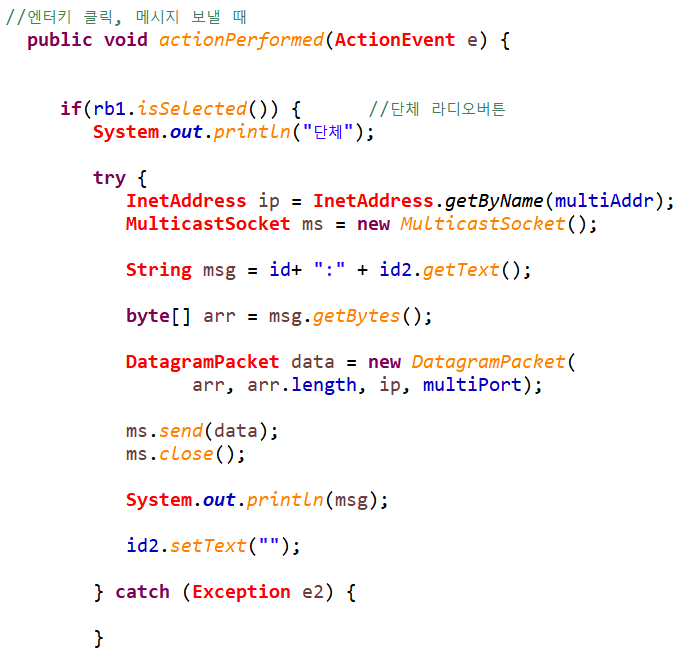 //엔터키 클릭, 메시지 보낼 때
public void actionPerformed(ActionEvent e) {
if(rb1.isSelected()) { //단체 라디오버튼
System.out.println("단체");
try {
InetAddress ip = InetAddress.getByName(multiAddr);
MulticastSocket ms = new MulticastSocket();
String msg = id+ ":" + id2.getText();
byte[] arr = msg.getBytes();
DatagramPacket data = new DatagramPacket(
arr, arr.length, ip, multiPort);
ms.send(data);
ms.close();
System.out.println(msg);
id2.setText("");
} catch (Exception e2) {
}